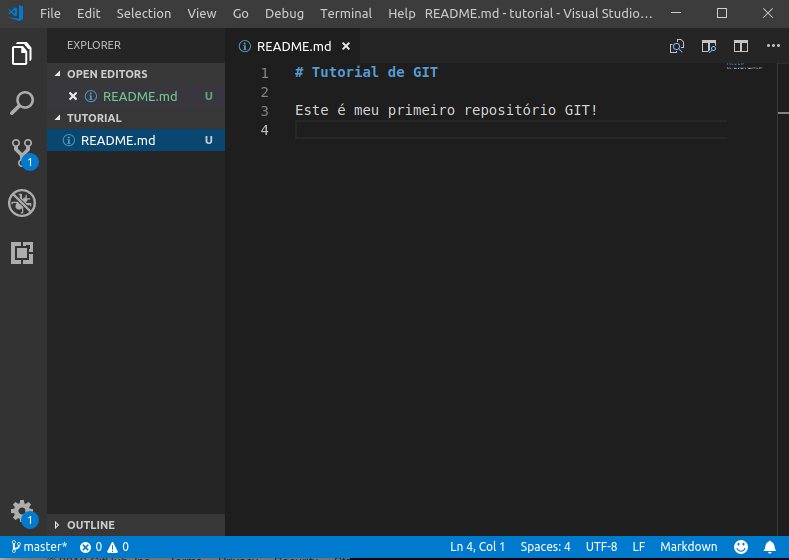 File Edit Selection View Go Debug Terminal Help README.md - tutorial - Visual Studio...
EXPLORER
OPEN EDITORS
README.md U
TUTORIAL
README.md U
README.md
1 # Tutorial de GIT
2
3 Este é meu primeiro repositório GIT!
4
1
1
OUTLINE
master* 0 0 Ln 4, Col 1 Spaces: 4 UTF-8 LF Markdown